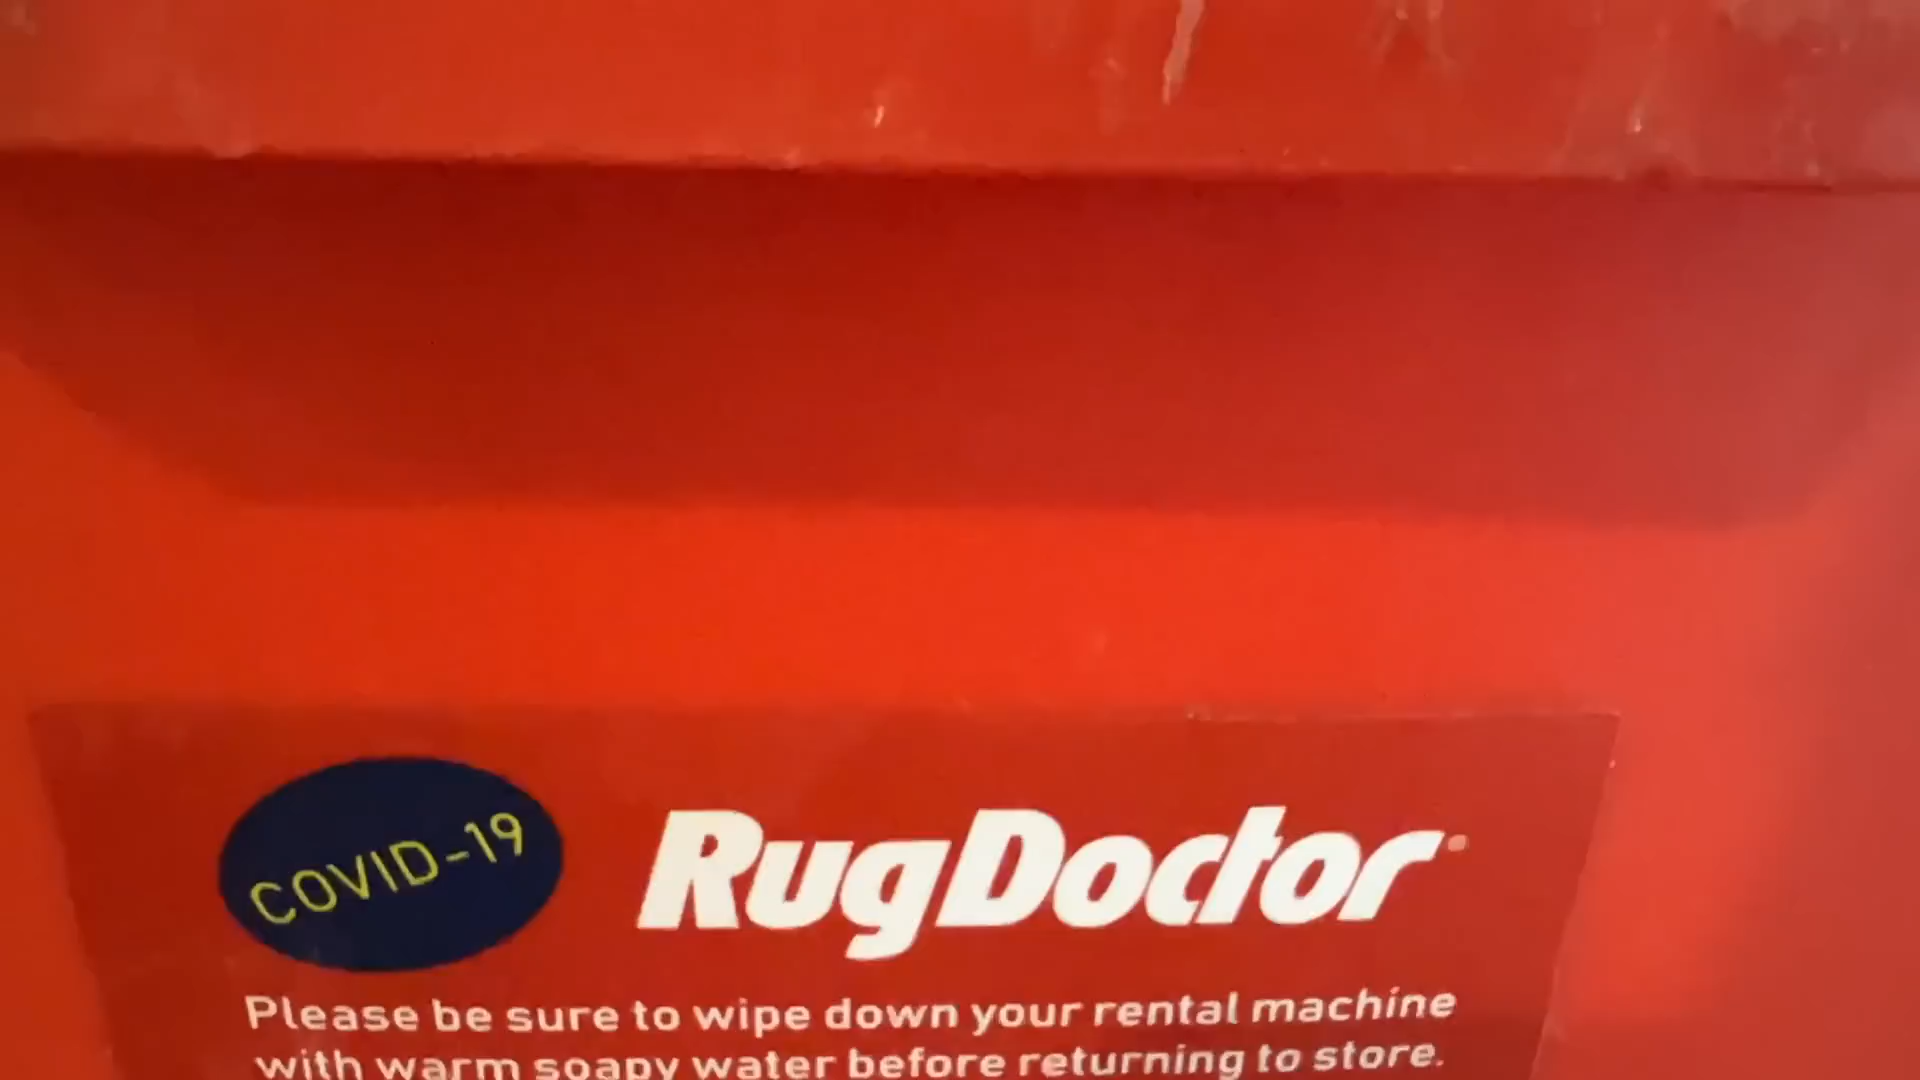 COVID-19
RugDoctor
Please be sure to wipe down your rental machine
with warm soapy water before returning to store.